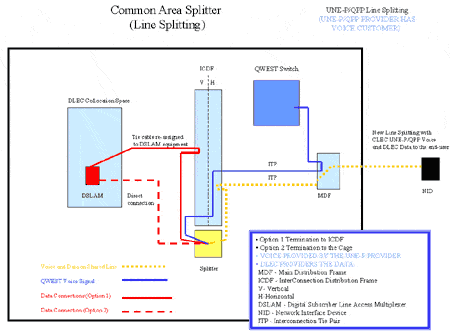 Common Area Splitter
(Line Splitting)
UNE-P/QPP Line Splitting
(UNE-P/QPP PROVIDER HAS
VOICE CUSTOMER)
ICDF
V H
QWEST Switch
DLEC Collocation Space
Tie cable re-assigned
to DSLAM equipment
New Line Splitting with
CLEC UNE-P/QPP Voice
and DLEC Data to the end-user
ITP
ITP
DSLAM
Direct
connection
MDF
NID
Splitter
Voice and Data on Shared Line
QWEST Voice Signal
Data Connections (Option 1)
Data Connections (Option 2)
• Option 1 Termination to ICDF
• Option 2 Termination to the Cage
• VOICE PROVIDED BY THE UNE-P PROVIDER
• DLEC PROVIDERS THE DATA
MDF - Main Distribution Frame
ICDF - InterConnection Distribution Frame
V - Vertical
H-Horizontal
DSLAM - Digital Subscriber Line Access Multiplexer
NID - Network Interface Device
ITP - Interconnection Tie Pair